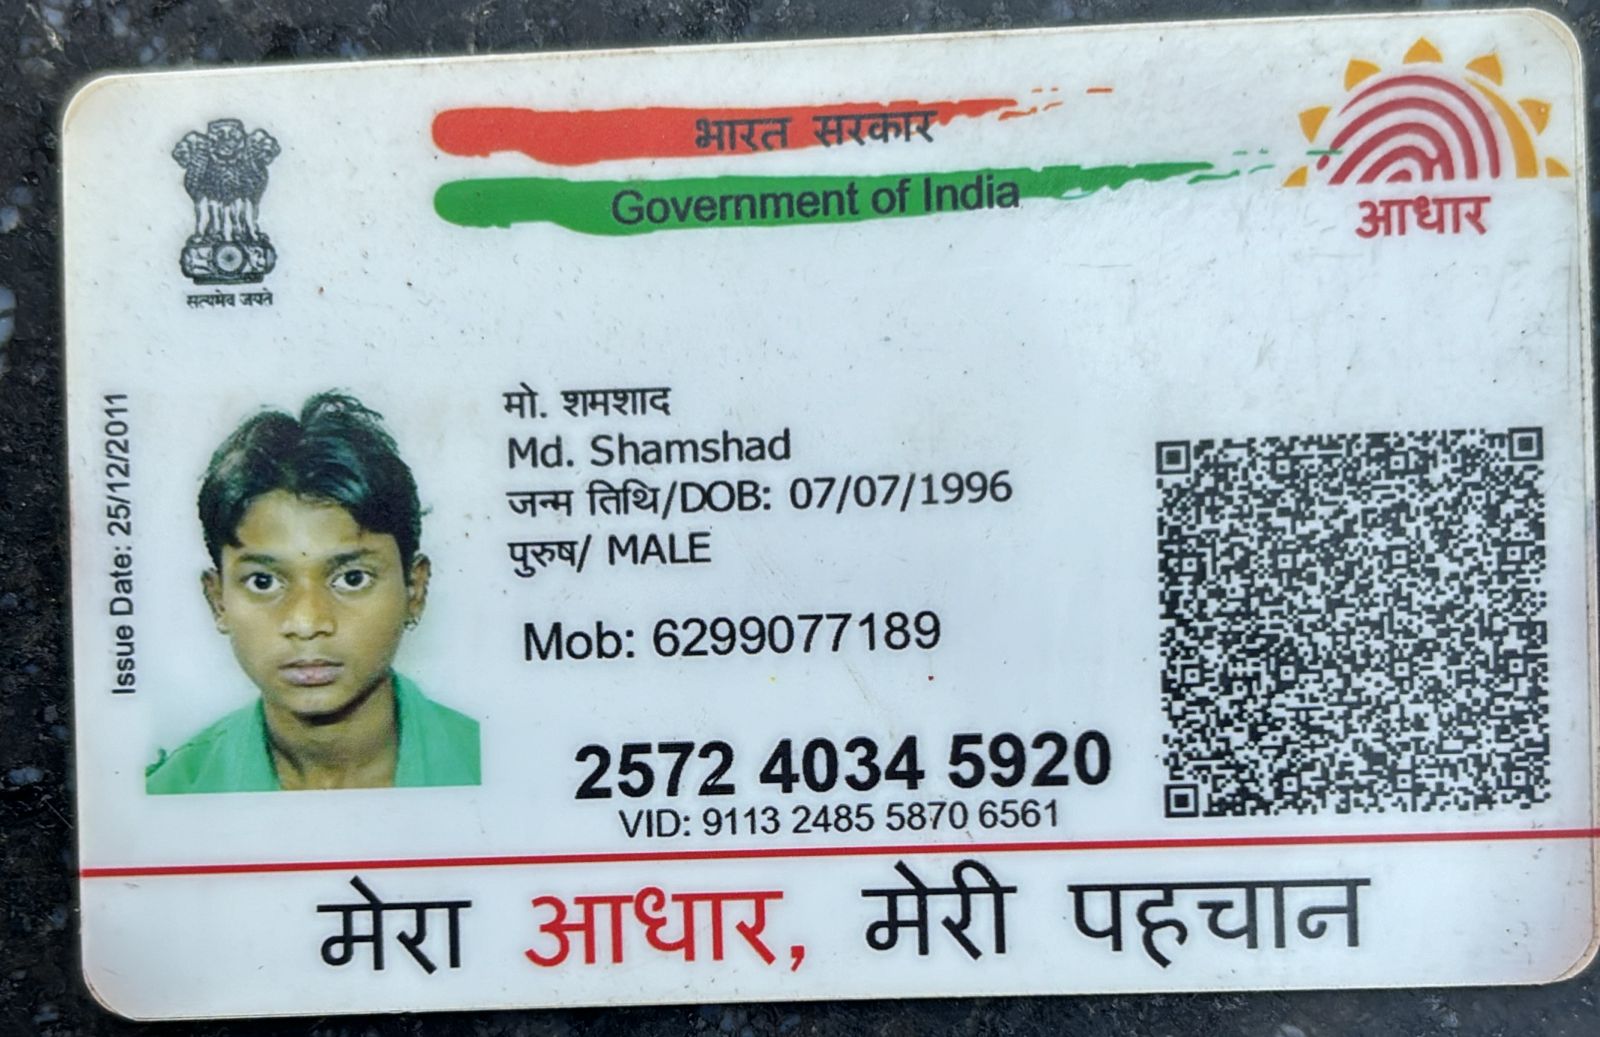 भारत सरकार
Government of India
आधार
सत्यमेव जयते
Issue Date: 25/12/2011
मो. शमशाद
Md. Shamshad
जन्म तिथि/DOB: 07/07/1996
पुरुष/ MALE
Mob: 6299077189
2572 4034 5920
VID: 9113 2485 5870 6561
मेरा आधार, मेरी पहचान